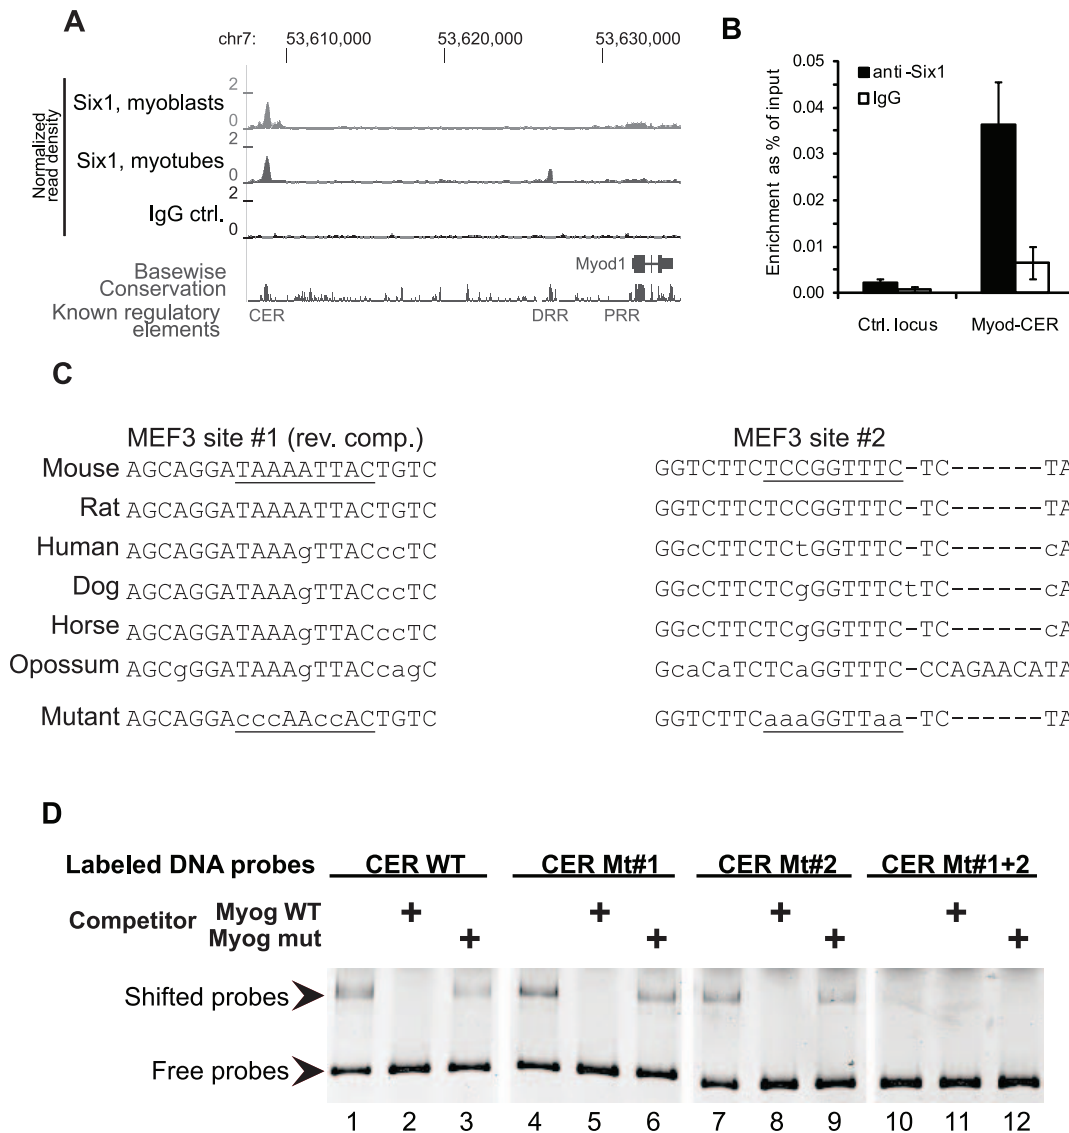 A
chr7: 53,610,000 53,620,000 53,630,000
Normalized
read density
Six1, myoblasts
2
0
Six1, myotubes
2
0
IgG ctrl.
2
0
Myod1
Basewise
Conservation
Known regulatory
elements
CER DRR PRR
B
Enrichment as % of input
0.05
0.04
0.03
0.02
0.01
0.00
anti-Six1
IgG
Ctrl. locus Myod-CER
C
MEF3 site #1 (rev. comp.) MEF3 site #2
Mouse AGCAGGATAAAATTACTGTC GGTCTTCTCCGGTTTC-TC------TA
Rat AGCAGGATAAAATTACTGTC GGTCTTCTCCGGTTTC-TC------TA
Human AGCAGGATAAAgTTACccTC GGcCTTCTCtGGTTTC-TC------cA
Dog AGCAGGATAAAgTTACccTC GGcCTTCTCgGGTTTCtTC------cA
Horse AGCAGGATAAAgTTACccTC GGcCTTCTCgGGTTTC-TC------cA
Opossum AGCgGGATAAAgTTACcagC GcaCaTCTCaGGTTTC-CCAGAACATA
Mutant AGCAGGAcccAAccACTGTC GGTCTTCaaaGGTTaa-TC------TA
D
Labeled DNA probes CER WT CER Mt#1 CER Mt#2 CER Mt#1+2
Competitor Myog WT + + + +
Myog mut + + + +
Shifted probes
Free probes
1 2 3 4 5 6 7 8 9 10 11 12